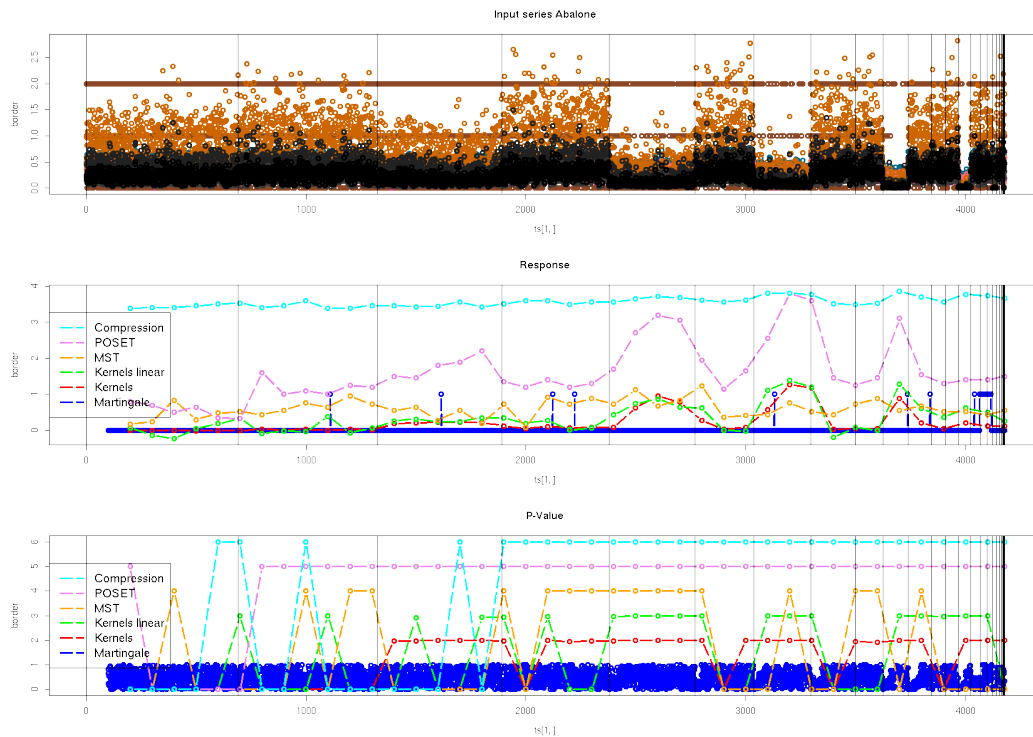 Input series Abalone
border
0.0 0.5 1.0 1.5 2.0 2.5
0 1000 2000 3000 4000
ts[1, ]
Response
border
0 1 2 3 4
Compression
POSET
MST
Kernels linear
Kernels
Martingale
0 1000 2000 3000 4000
ts[1, ]
P-Value
border
0 1 2 3 4 5 6
Compression
POSET
MST
Kernels linear
Kernels
Martingale
0 1000 2000 3000 4000
ts[1, ]